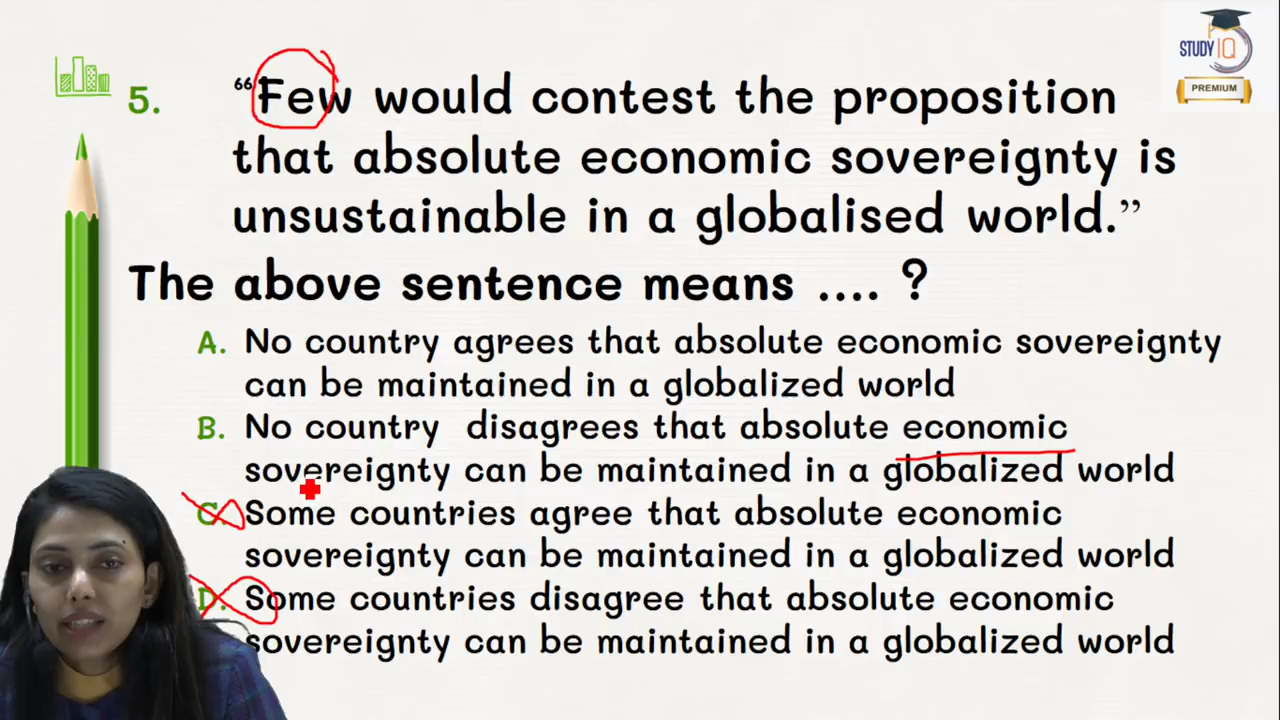 STUDY IQ
PREMIUM
5. “Few would contest the proposition
that absolute economic sovereignty is
unsustainable in a globalised world.”
The above sentence means .... ?
A. No country agrees that absolute economic sovereignty
can be maintained in a globalized world
B. No country disagrees that absolute economic
sovereignty can be maintained in a globalized world
C. Some countries agree that absolute economic
sovereignty can be maintained in a globalized world
D. Some countries disagree that absolute economic
sovereignty can be maintained in a globalized world